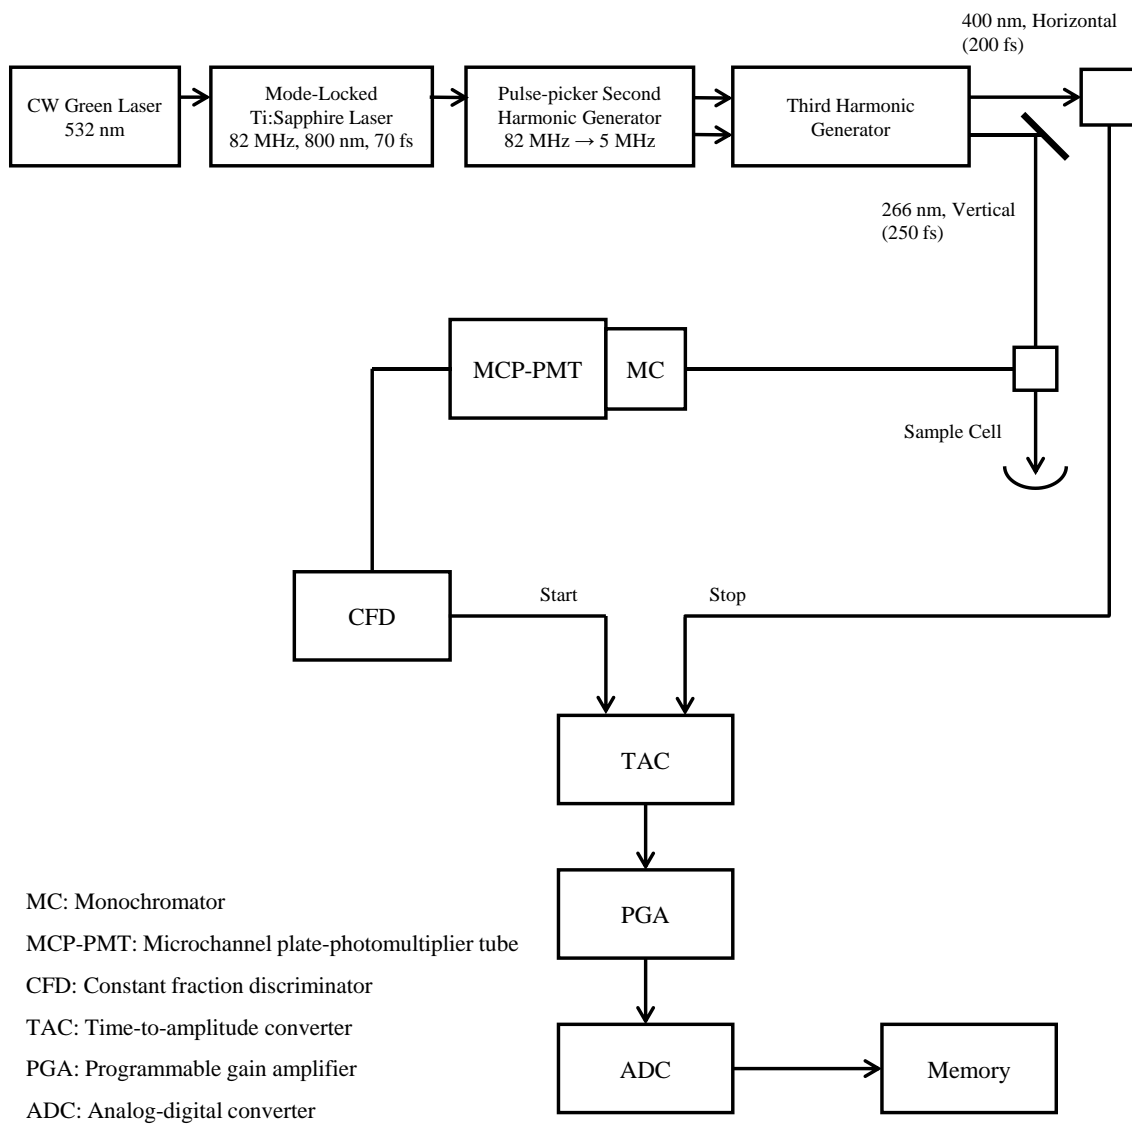 400 nm, Horizontal
(200 fs)
CW Green Laser
532 nm
Mode-Locked
Ti:Sapphire Laser
82 MHz, 800 nm, 70 fs
Pulse-picker Second
Harmonic Generator
82 MHz → 5 MHz
Third Harmonic
Generator
266 nm, Vertical
(250 fs)
MCP-PMT
MC
Sample Cell
CFD
Start
Stop
TAC
PGA
ADC
Memory
MC: Monochromator
MCP-PMT: Microchannel plate-photomultiplier tube
CFD: Constant fraction discriminator
TAC: Time-to-amplitude converter
PGA: Programmable gain amplifier
ADC: Analog-digital converter